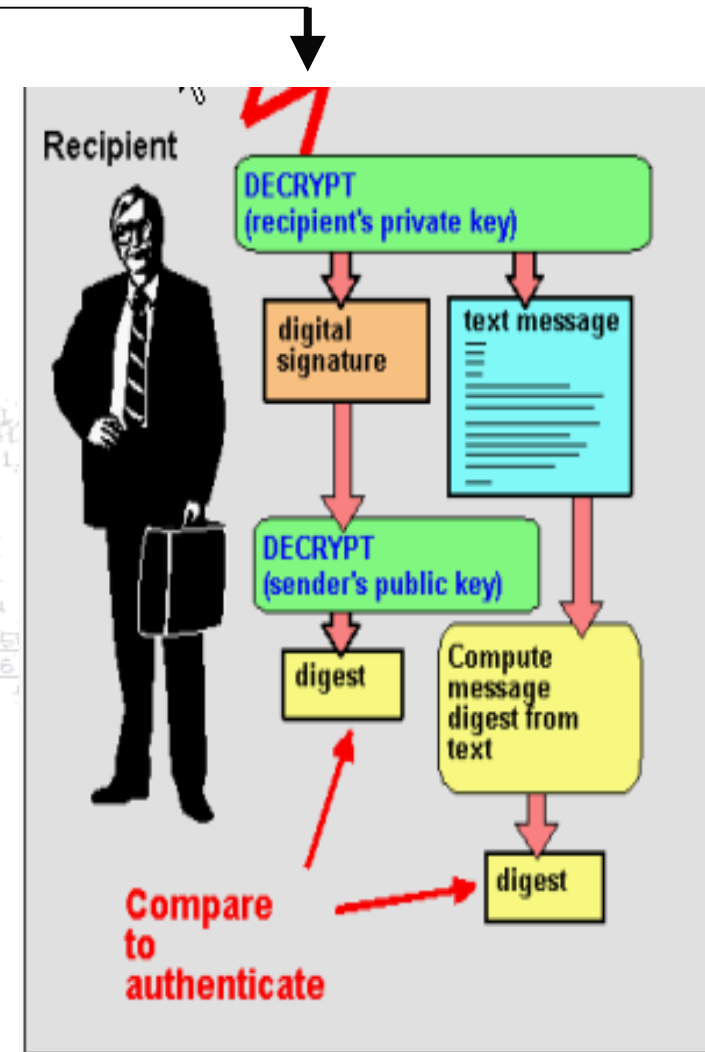 Recipient
DECRYPT
(recipient's private key)
digital
signature
text message
DECRYPT
(sender's public key)
digest
Compute
message
digest from
text
digest
Compare
to
authenticate